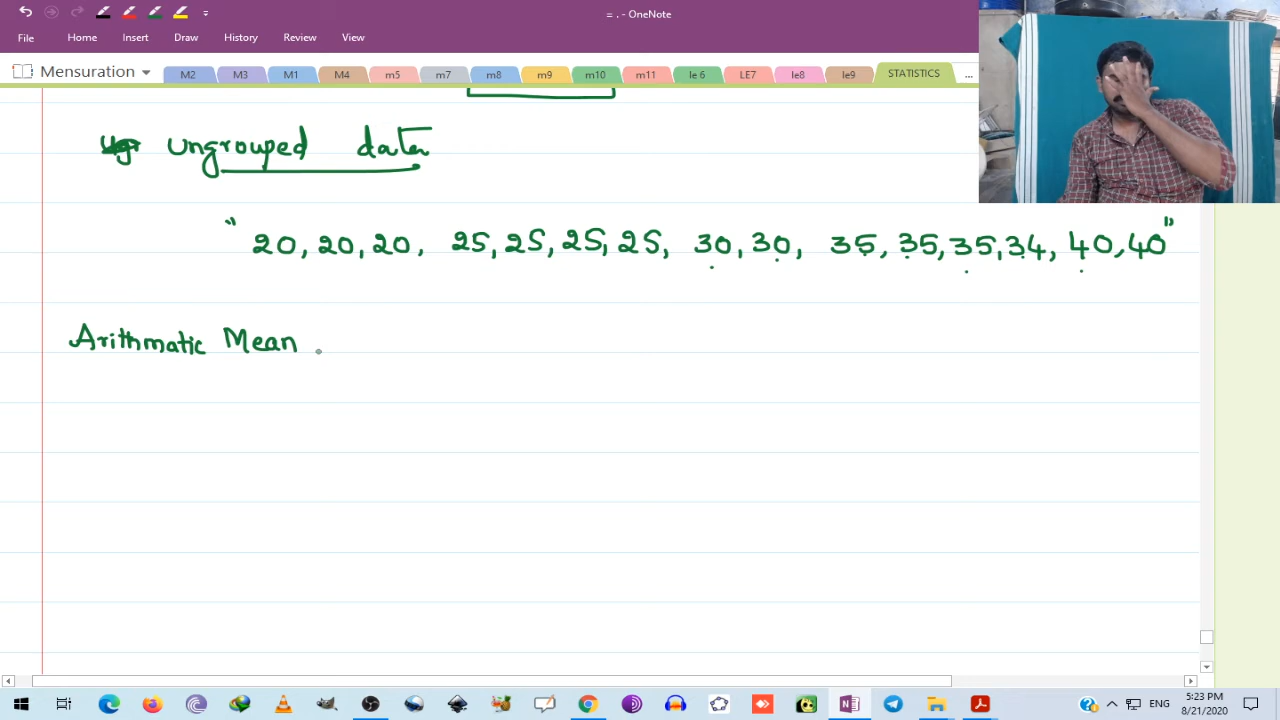 = , - OneNote
File Home Insert Draw History Review View
Mensuration M2 M3 M1 M4 m5 m7 m8 m9 m10 m11 le 6 LE7 le8 le9 STATISTICS ...
ungrouped data
" 20, 20, 20, 25, 25, 25, 25, 30, 30, 35, 35, 35, 34, 40, 40"
Arithmatic Mean
ENG
5:23 PM
8/21/2020